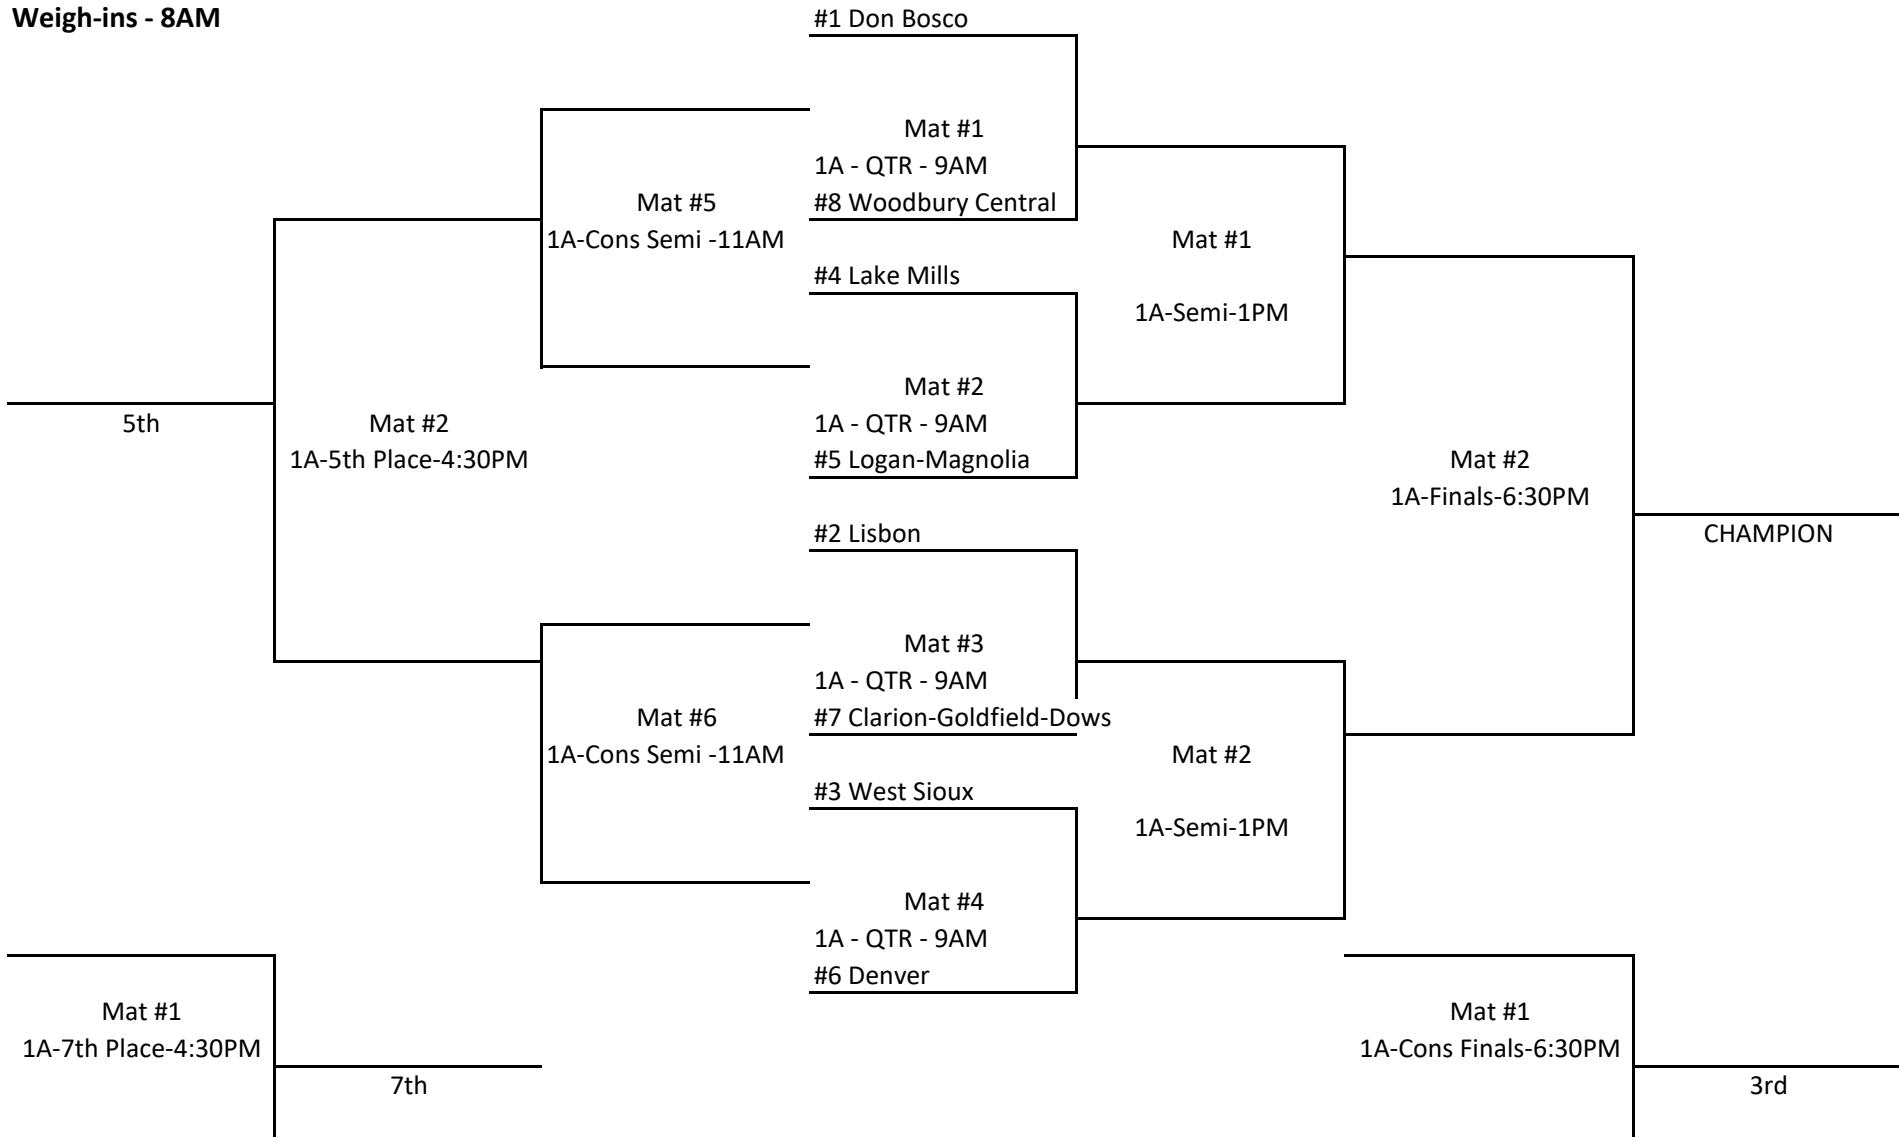 Weigh-ins - 8AM
#1 Don Bosco
Mat #1
1A - QTR - 9AM
Mat #5
#8 Woodbury Central
1A-Cons Semi -11AM
Mat #1
#4 Lake Mills
1A-Semi-1PM
Mat #2
5th
Mat #2
1A - QTR - 9AM
1A-5th Place-4:30PM
#5 Logan-Magnolia
Mat #2
1A-Finals-6:30PM
#2 Lisbon
CHAMPION
Mat #3
1A - QTR - 9AM
Mat #6
#7 Clarion-Goldfield-Dows
1A-Cons Semi -11AM
Mat #2
#3 West Sioux
1A-Semi-1PM
Mat #4
1A - QTR - 9AM
#6 Denver
Mat #1
1A-7th Place-4:30PM
7th
Mat #1
1A-Cons Finals-6:30PM
3rd